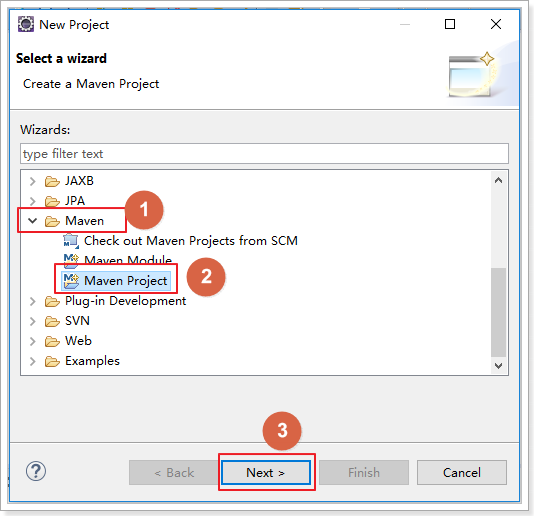 New Project
Select a wizard
Create a Maven Project
Wizards:
type filter text
JAXB
JPA
Maven
1
Check out Maven Projects from SCM
Maven Module
2
Maven Project
Plug-in Development
SVN
Web
Examples
3
?
< Back
Next >
Finish
Cancel